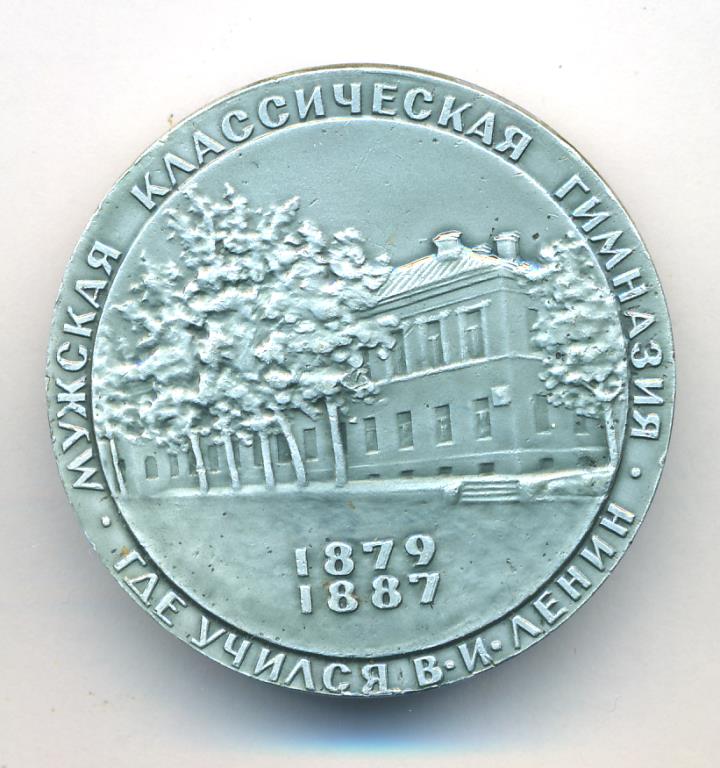 МУЖСКАЯ КЛАССИЧЕСКАЯ ГИМНАЗИЯ
· ГДЕ УЧИЛСЯ В·И·ЛЕНИН ·
1879
1887